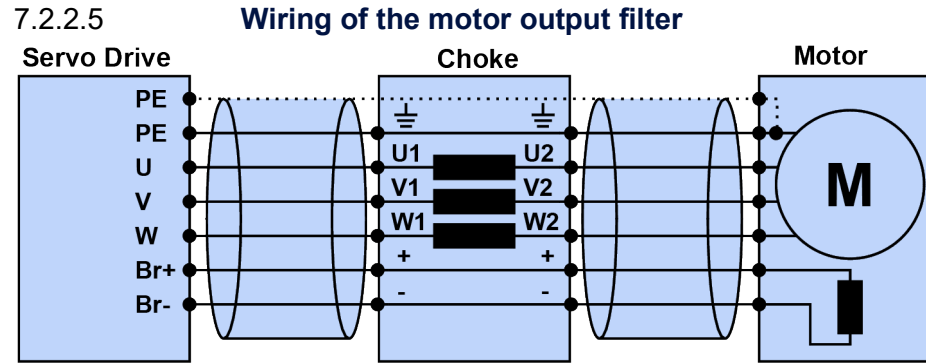 7.2.2.5 Wiring of the motor output filter
Servo Drive Choke Motor
PE
PE
U U1 U2
V V1 V2
W W1 W2
Br+ + +
Br- - -
M